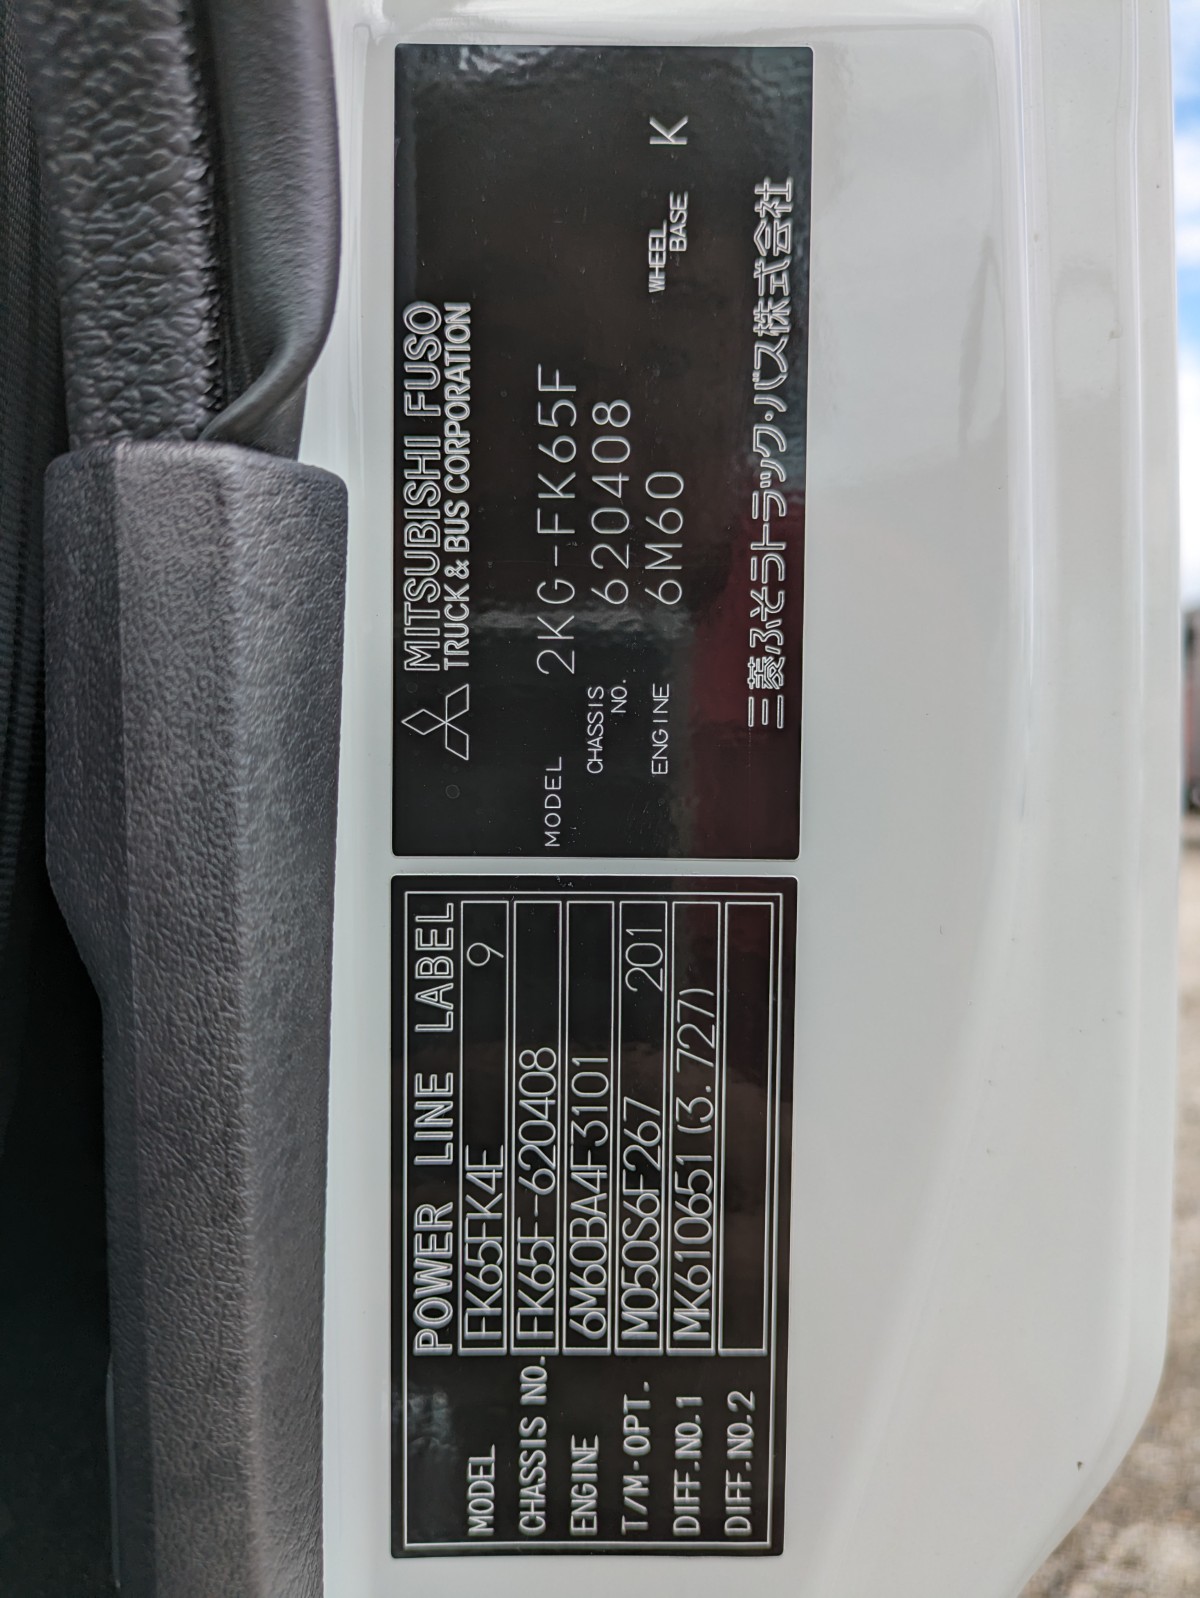 POWER LINE LABEL
MODEL FK65FK4E 9
CHASSIS NO. FK65F-620408
ENGINE 6M60BA4F3101
T/M·OPT. M050S6F267 201
DIFF.NO.1 MK610651(3.727)
DIFF.NO.2
MITSUBISHI FUSO
TRUCK & BUS CORPORATION
MODEL 2KG-FK65F
CHASSIS NO. 620408
ENGINE 6M60 WHEEL BASE K
三菱ふそうトラック・バス株式会社